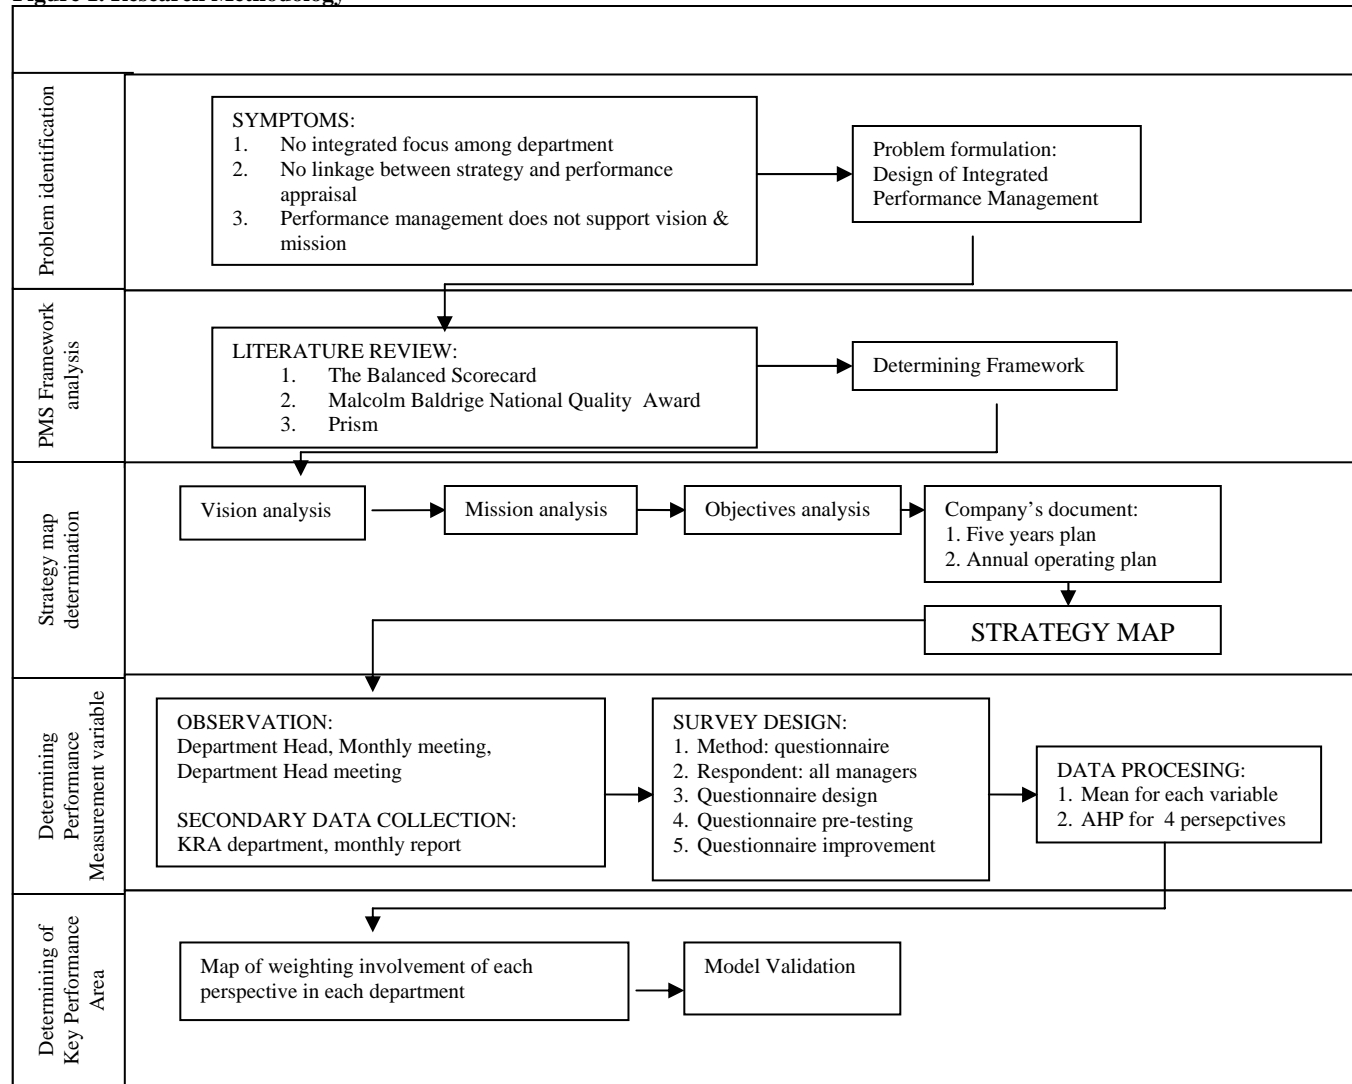 Figure 1. Research Methodology
Problem identification
SYMPTOMS:
1. No integrated focus among department
2. No linkage between strategy and performance
appraisal
3. Performance management does not support vision &
mission
Problem formulation:
Design of Integrated
Performance Management
PMS Framework
analysis
LITERATURE REVIEW:
1. The Balanced Scorecard
2. Malcolm Baldrige National Quality Award
3. Prism
Determining Framework
Strategy map
determination
Vision analysis
Mission analysis
Objectives analysis
Company's document:
1. Five years plan
2. Annual operating plan
STRATEGY MAP
Determining
Performance
Measurement variable
OBSERVATION:
Department Head, Monthly meeting,
Department Head meeting
SECONDARY DATA COLLECTION:
KRA department, monthly report
SURVEY DESIGN:
1. Method: questionnaire
2. Respondent: all managers
3. Questionnaire design
4. Questionnaire pre-testing
5. Questionnaire improvement
DATA PROCESING:
1. Mean for each variable
2. AHP for 4 persepctives
Determining of
Key Performance
Area
Map of weighting involvement of each
perspective in each department
Model Validation